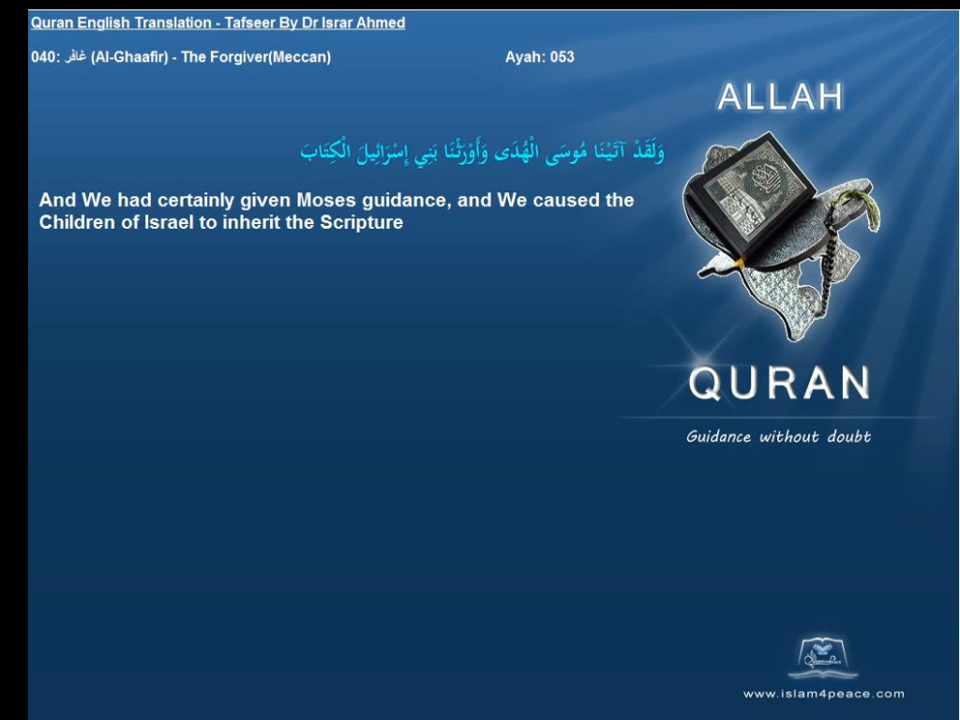 Quran English Translation - Tafseer By Dr Israr Ahmed
040: غافر (Al-Ghaafir) - The Forgiver(Meccan) Ayah: 053
ALLAH
وَلَقَدْ آتَيْنَا مُوسَى الْهُدَى وَأَوْرَثْنَا بَنِي إِسْرَائِيلَ الْكِتَابَ
And We had certainly given Moses guidance, and We caused the
Children of Israel to inherit the Scripture
QURAN
Guidance without doubt
www.islam4peace.com